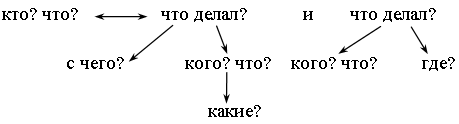 кто? что? что делал? и что делал?
с чего? кого? что? кого? что? где?
какие?